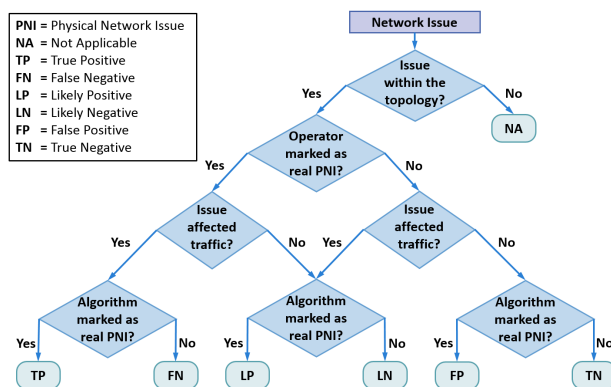 PNI = Physical Network Issue
NA = Not Applicable
TP = True Positive
FN = False Negative
LP = Likely Positive
LN = Likely Negative
FP = False Positive
TN = True Negative
Network Issue
Issue
within the
topology?
Yes
No
NA
Operator
marked as
real PNI?
Yes
No
Issue
affected
traffic?
Issue
affected
traffic?
Yes
No
Yes
No
Algorithm
marked as
real PNI?
Algorithm
marked as
real PNI?
Algorithm
marked as
real PNI?
Yes
No
Yes
No
Yes
No
TP
FN
LP
LN
FP
TN